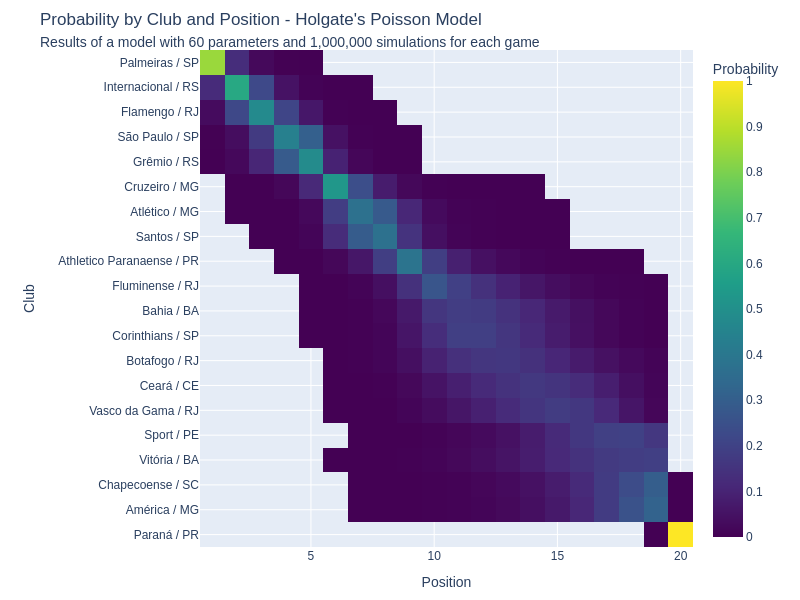 Probability by Club and Position - Holgate's Poisson Model
Results of a model with 60 parameters and 1,000,000 simulations for each game
Probability
Palmeiras / SP
Internacional / RS
Flamengo / RJ
São Paulo / SP
Grêmio / RS
Cruzeiro / MG
Atlético / MG
Santos / SP
Athletico Paranaense / PR
Fluminense / RJ
Bahia / BA
Corinthians / SP
Botafogo / RJ
Ceará / CE
Vasco da Gama / RJ
Sport / PE
Vitória / BA
Chapecoense / SC
América / MG
Paraná / PR
Club
5
10
15
20
Position
1
0.9
0.8
0.7
0.6
0.5
0.4
0.3
0.2
0.1
0